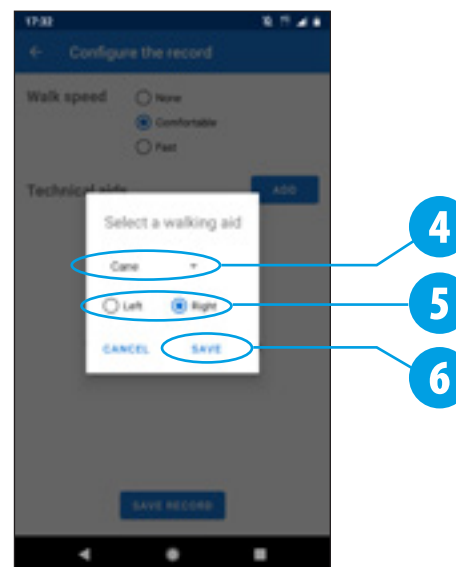 17:32
Configure the record
Walk speed
None
Comfortable
Fast
Technical aids
ADD
Select a walking aid
Cane
Left
Right
CANCEL
SAVE
SAVE RECORD
4
5
6